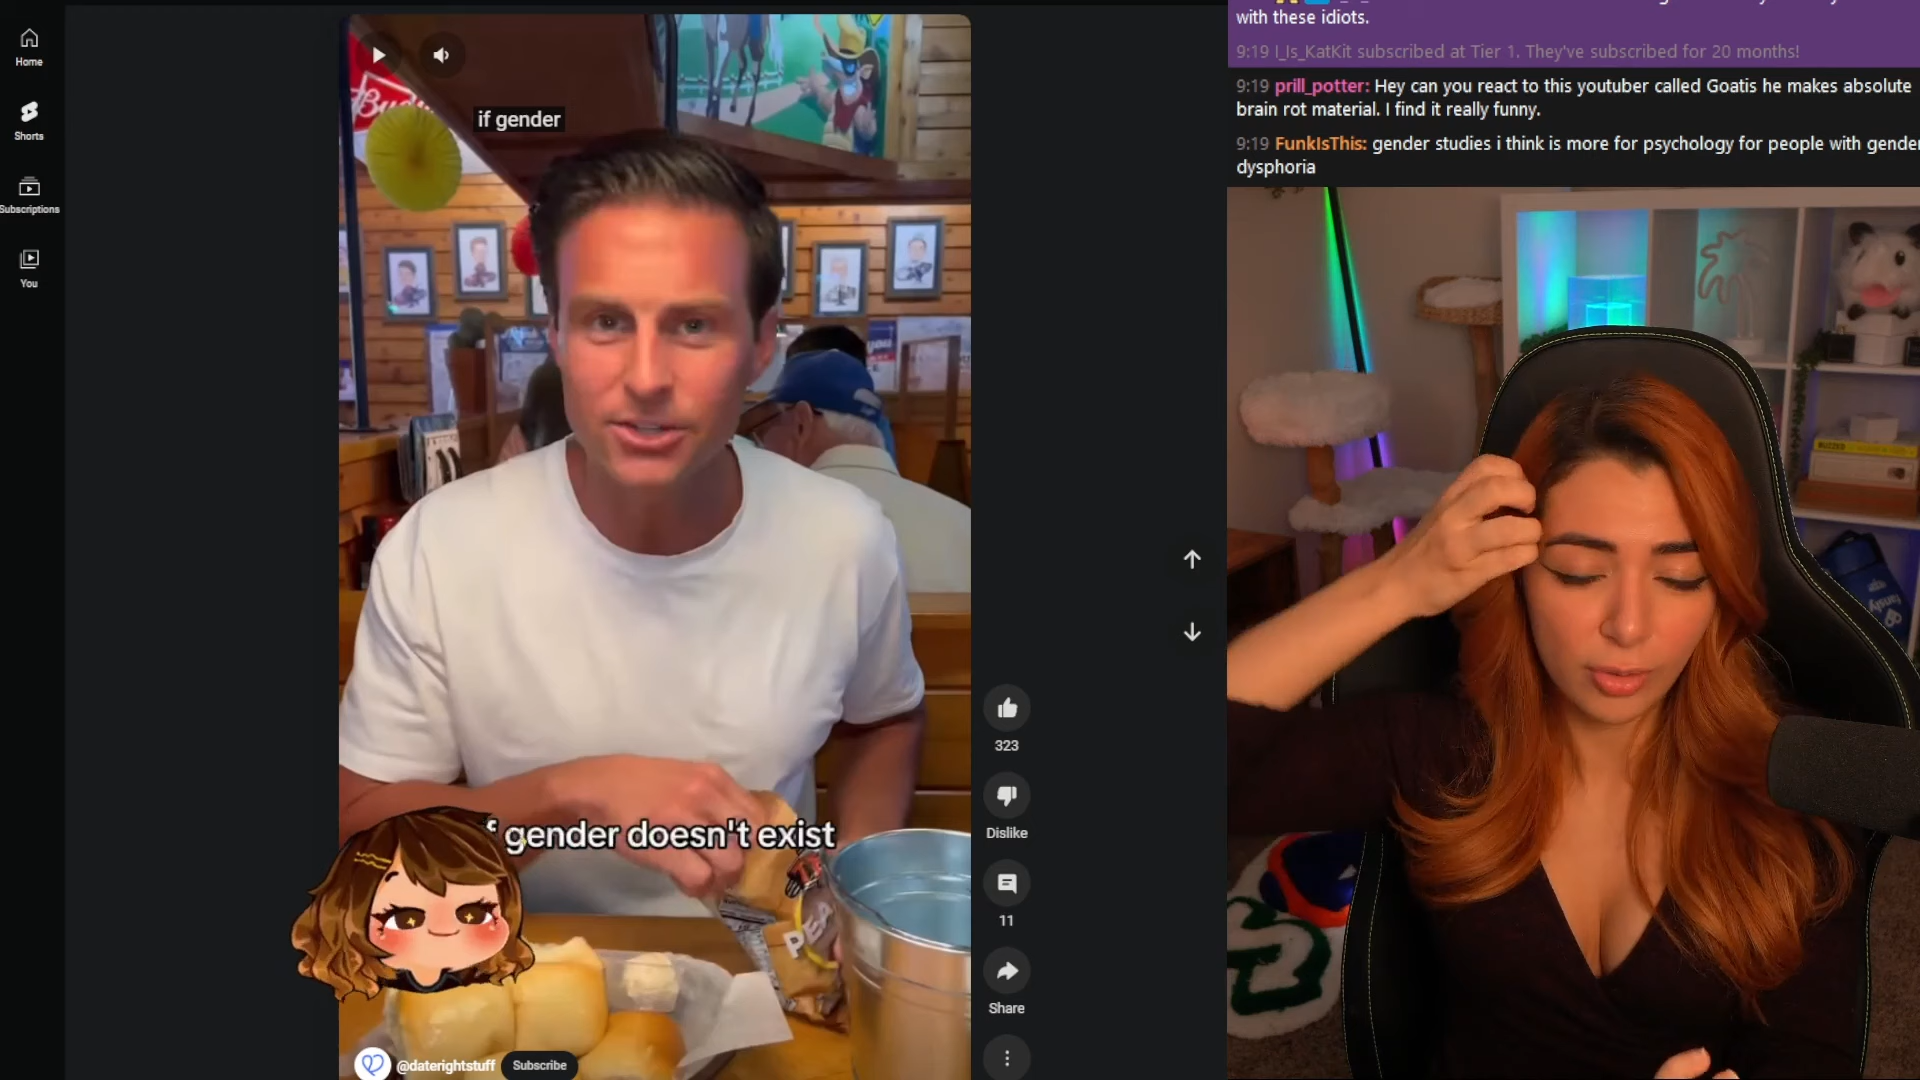 Home
Shorts
Subscriptions
You
if gender
gender doesn't exist
@daterightstuff
Subscribe
323
Dislike
11
Share
with these idiots.
9:19 I_Is_KatKit subscribed at Tier 1. They've subscribed for 20 months!
9:19 prill_potter: Hey can you react to this youtuber called Goatis he makes absolute
brain rot material. I find it really funny.
9:19 FunkIsThis: gender studies i think is more for psychology for people with gender
dysphoria
you
fansly